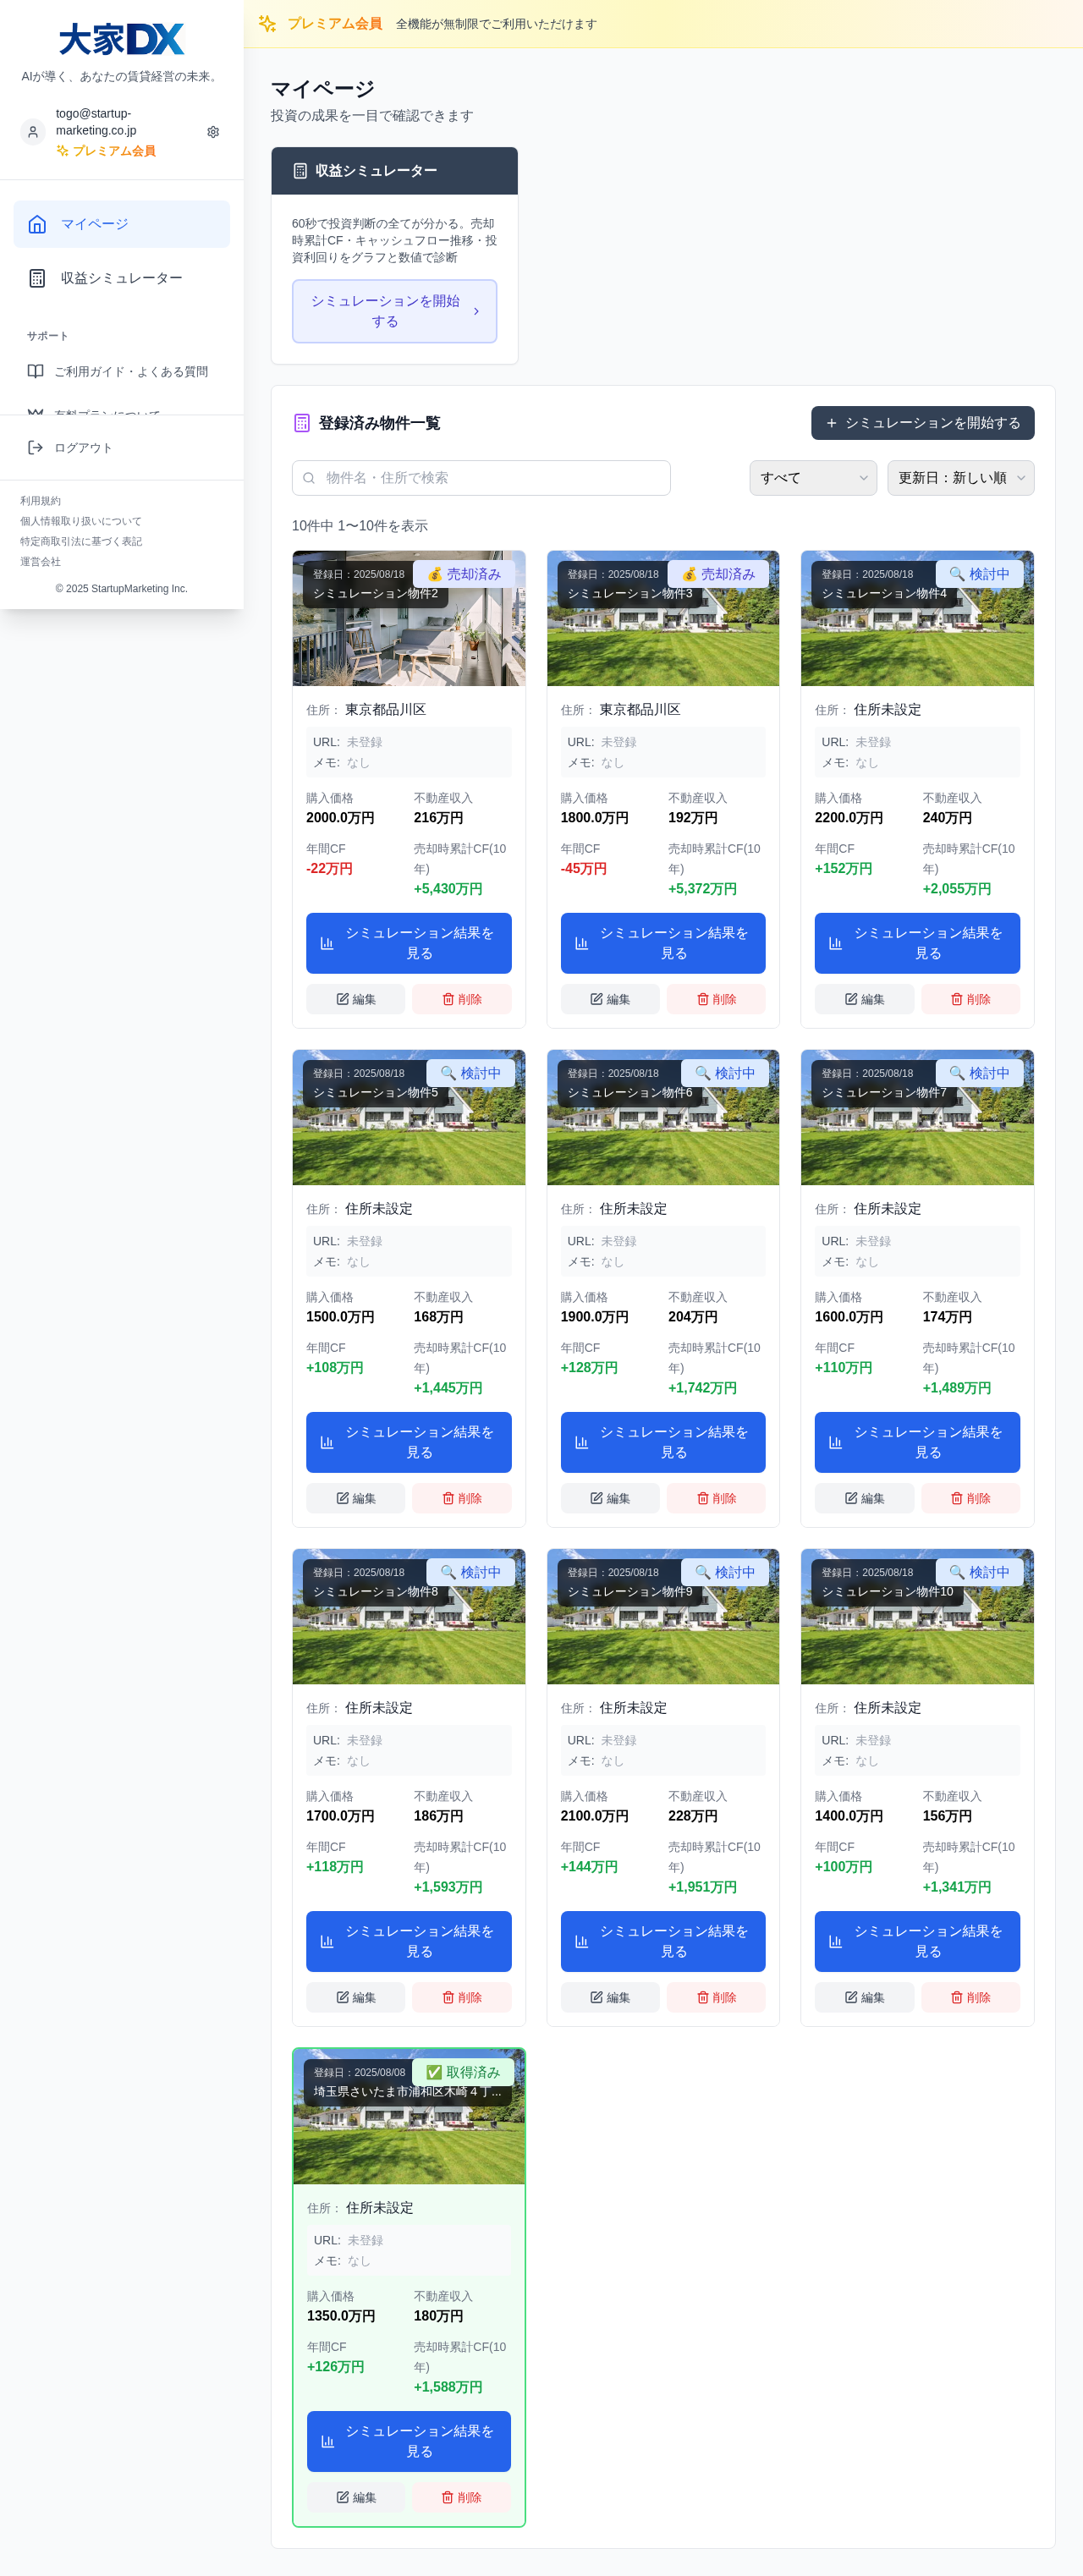 大家DX
AIが導く、あなたの賃貸経営の未来。
togo@startup-
marketing.co.jp
プレミアム会員
マイページ
収益シミュレーター
サポート
ご利用ガイド・よくある質問
ログアウト
利用規約
個人情報取り扱いについて
特定商取引法に基づく表記
運営会社
© 2025 StartupMarketing Inc.
プレミアム会員 全機能が無制限でご利用いただけます
マイページ
投資の成果を一目で確認できます
収益シミュレーター
60秒で投資判断の全てが分かる。売却
時累計CF・キャッシュフロー推移・投
資利回りをグラフと数値で診断
シミュレーションを開始
する
登録済み物件一覧
シミュレーションを開始する
物件名・住所で検索
すべて
更新日：新しい順
10件中 1〜10件を表示
登録日：2025/08/18
💰 売却済み
シミュレーション物件2
住所： 東京都品川区
URL: 未登録
メモ: なし
購入価格 不動産収入
2000.0万円 216万円
年間CF 売却時累計CF(10
年)
-22万円
+5,430万円
シミュレーション結果を
見る
編集 削除
登録日：2025/08/18
💰 売却済み
シミュレーション物件3
住所： 東京都品川区
URL: 未登録
メモ: なし
購入価格 不動産収入
1800.0万円 192万円
年間CF 売却時累計CF(10
年)
-45万円
+5,372万円
シミュレーション結果を
見る
編集 削除
登録日：2025/08/18
🔍 検討中
シミュレーション物件4
住所： 住所未設定
URL: 未登録
メモ: なし
購入価格 不動産収入
2200.0万円 240万円
年間CF 売却時累計CF(10
年)
+152万円
+2,055万円
シミュレーション結果を
見る
編集 削除
登録日：2025/08/18
🔍 検討中
シミュレーション物件5
住所： 住所未設定
URL: 未登録
メモ: なし
購入価格 不動産収入
1500.0万円 168万円
年間CF 売却時累計CF(10
年)
+108万円
+1,445万円
シミュレーション結果を
見る
編集 削除
登録日：2025/08/18
🔍 検討中
シミュレーション物件6
住所： 住所未設定
URL: 未登録
メモ: なし
購入価格 不動産収入
1900.0万円 204万円
年間CF 売却時累計CF(10
年)
+128万円
+1,742万円
シミュレーション結果を
見る
編集 削除
登録日：2025/08/18
🔍 検討中
シミュレーション物件7
住所： 住所未設定
URL: 未登録
メモ: なし
購入価格 不動産収入
1600.0万円 174万円
年間CF 売却時累計CF(10
年)
+110万円
+1,489万円
シミュレーション結果を
見る
編集 削除
登録日：2025/08/18
🔍 検討中
シミュレーション物件8
住所： 住所未設定
URL: 未登録
メモ: なし
購入価格 不動産収入
1700.0万円 186万円
年間CF 売却時累計CF(10
年)
+118万円
+1,593万円
シミュレーション結果を
見る
編集 削除
登録日：2025/08/18
🔍 検討中
シミュレーション物件9
住所： 住所未設定
URL: 未登録
メモ: なし
購入価格 不動産収入
2100.0万円 228万円
年間CF 売却時累計CF(10
年)
+144万円
+1,951万円
シミュレーション結果を
見る
編集 削除
登録日：2025/08/18
🔍 検討中
シミュレーション物件10
住所： 住所未設定
URL: 未登録
メモ: なし
購入価格 不動産収入
1400.0万円 156万円
年間CF 売却時累計CF(10
年)
+100万円
+1,341万円
シミュレーション結果を
見る
編集 削除
登録日：2025/08/08
✅ 取得済み
埼玉県さいたま市浦和区木崎４丁...
住所： 住所未設定
URL: 未登録
メモ: なし
購入価格 不動産収入
1350.0万円 180万円
年間CF 売却時累計CF(10
年)
+126万円
+1,588万円
シミュレーション結果を
見る
編集 削除